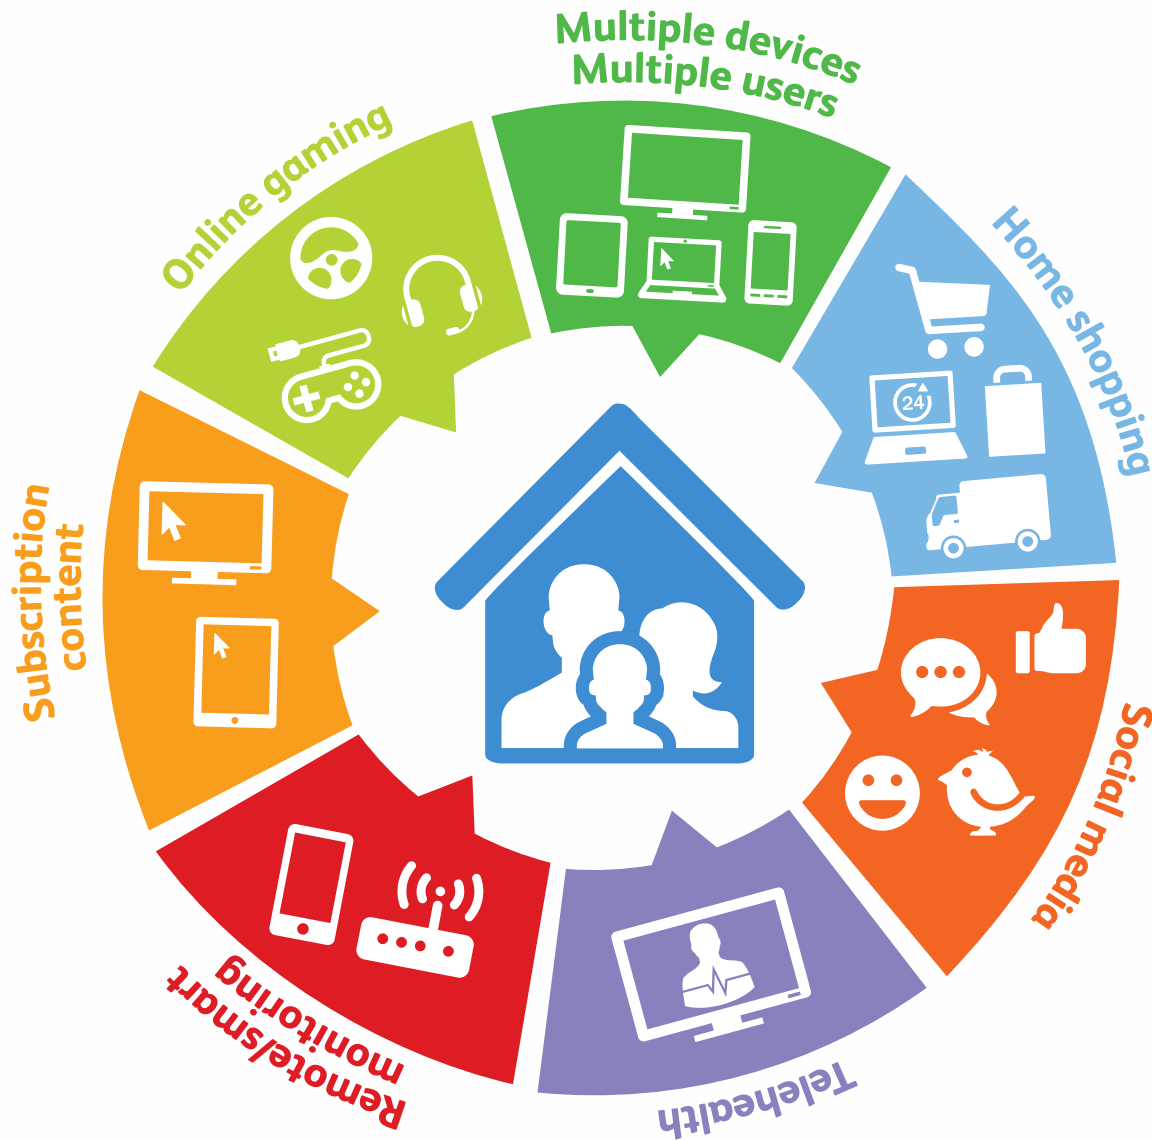 Multiple devices
Multiple users
Home shopping
24
Social media
Telehealth
Remote/smart
monitoring
Subscription
content
Online gaming